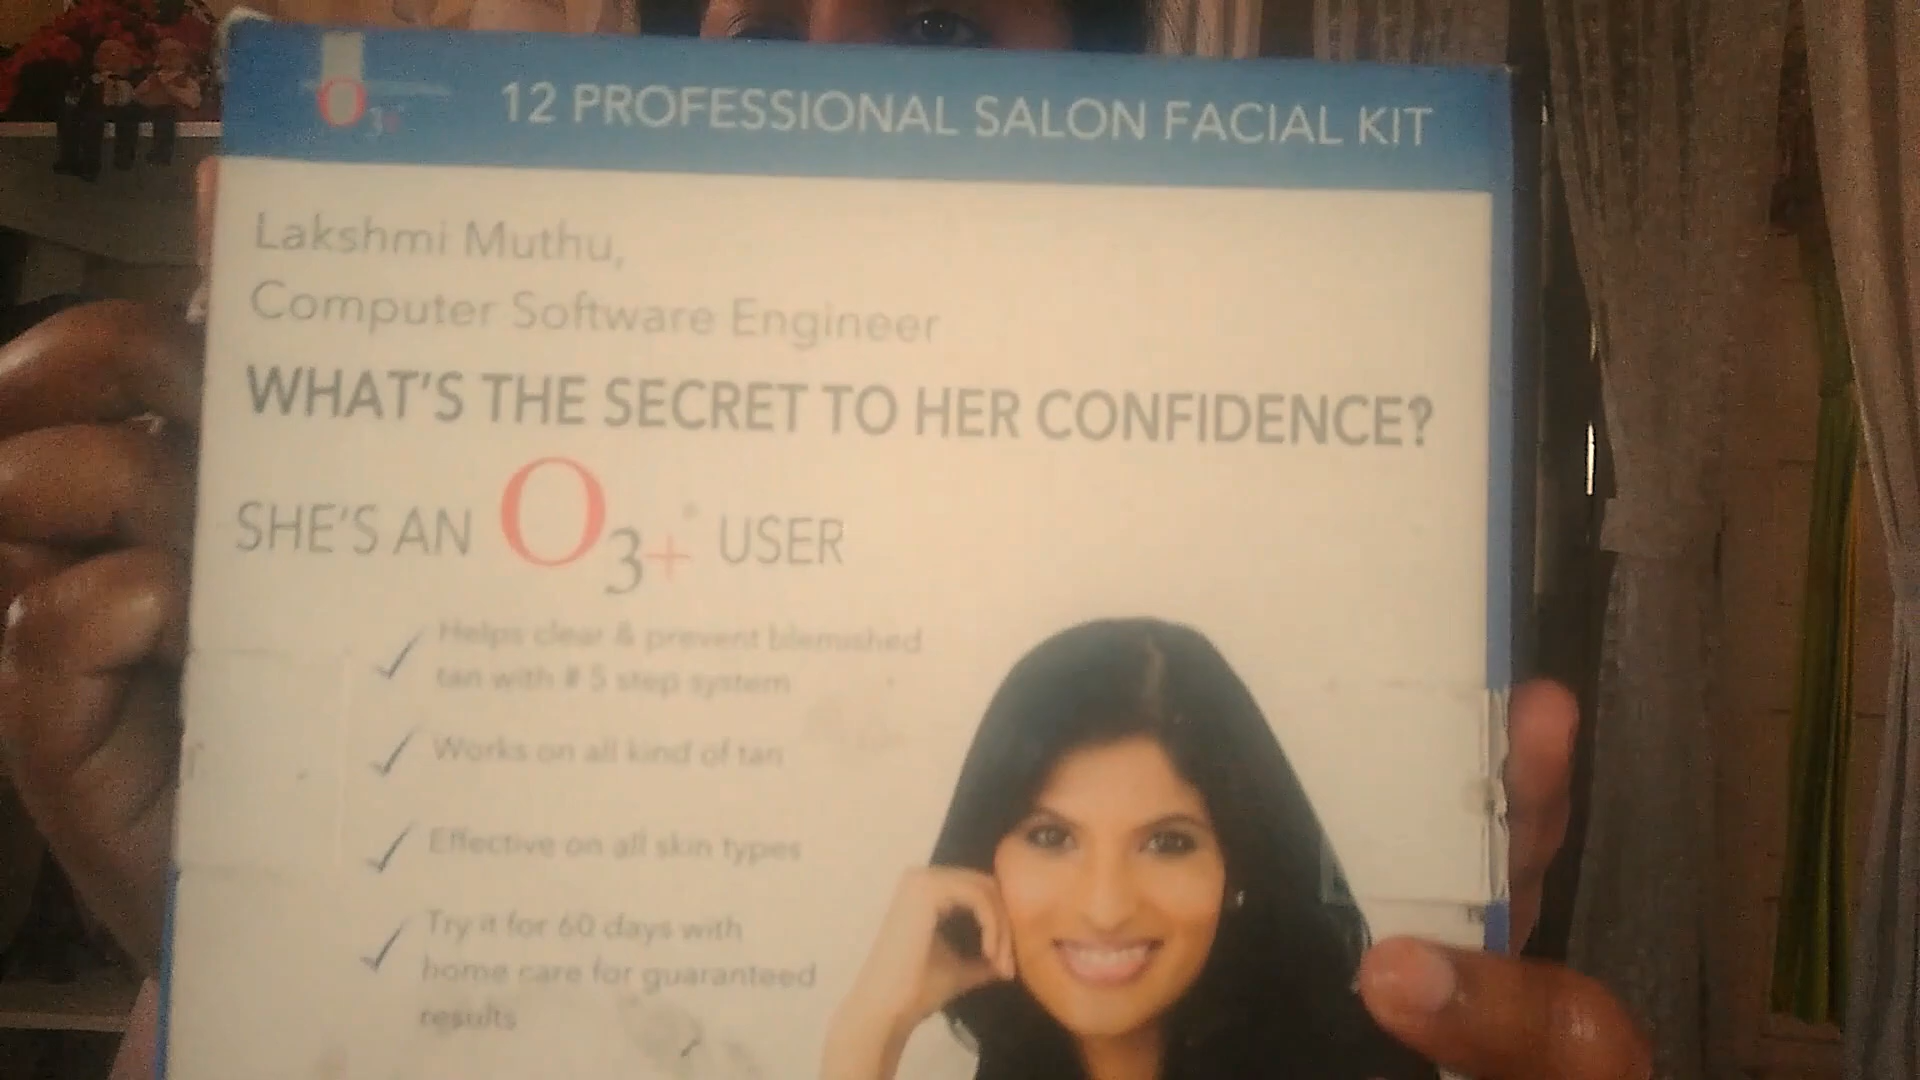 O3+
12 PROFESSIONAL SALON FACIAL KIT
Lakshmi Muthu,
Computer Software Engineer
WHAT'S THE SECRET TO HER CONFIDENCE?
SHE'S AN O3+ USER
Helps clear & prevent blemished
tan with # 5 step system
Works on all kind of tan
Effective on all skin types
Try it for 60 days with
home care for guaranteed
results